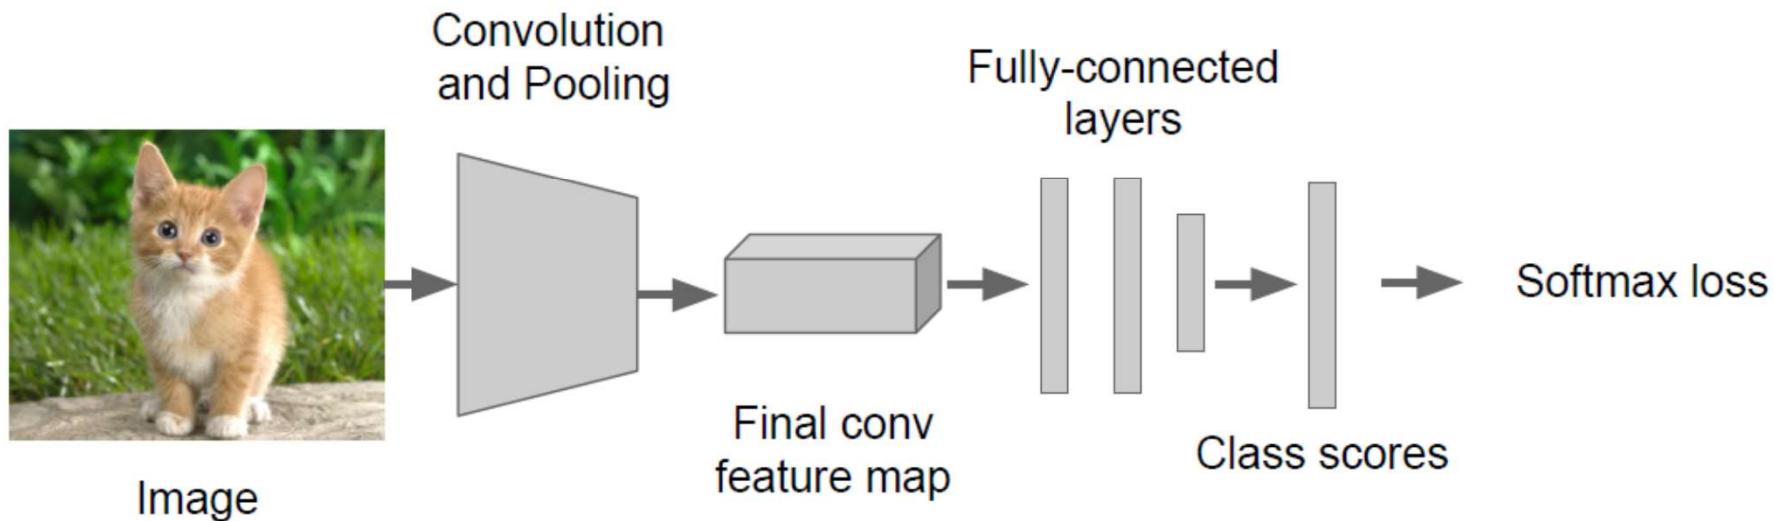 Convolution
and Pooling
Fully-connected
layers
Softmax loss
Final conv
feature map
Class scores
Image